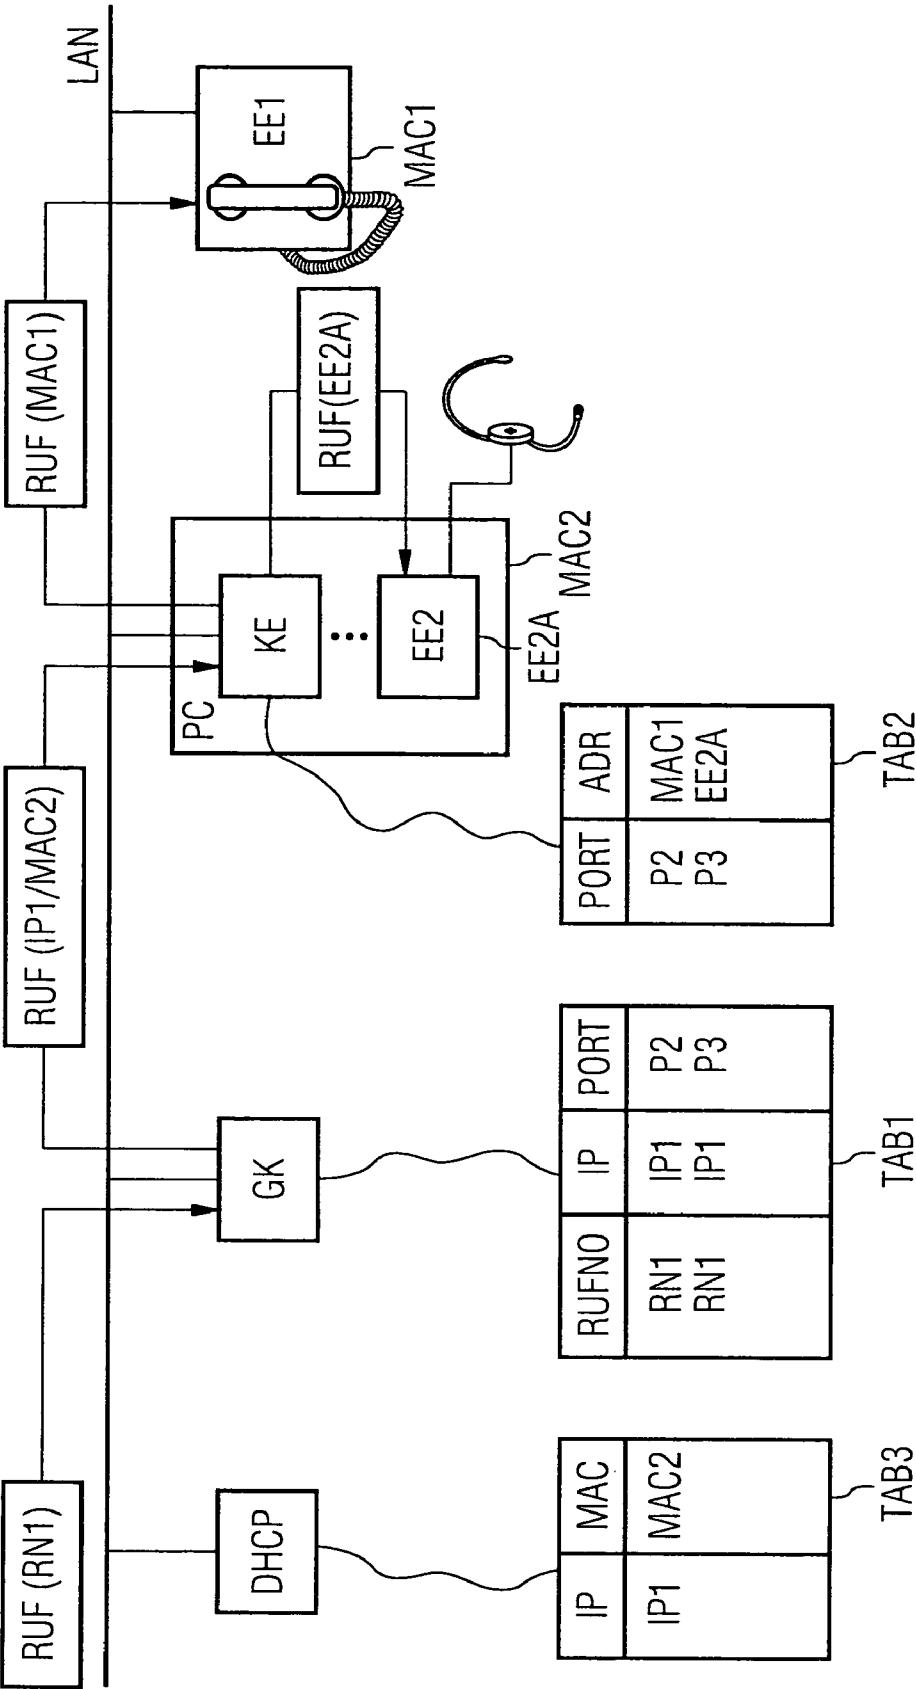 RUF (RN1)
RUF (IP1/MAC2)
RUF (MAC1)
LAN
DHCP
GK
PC
KE
EE2
RUF(EE2A)
EE1
MAC1
MAC2
EE2A
IP MAC
IP1 MAC2
TAB3
RUFNO IP PORT
RN1 IP1 P2
RN1 IP1 P3
TAB1
PORT ADR
P2 MAC1
P3 EE2A
TAB2